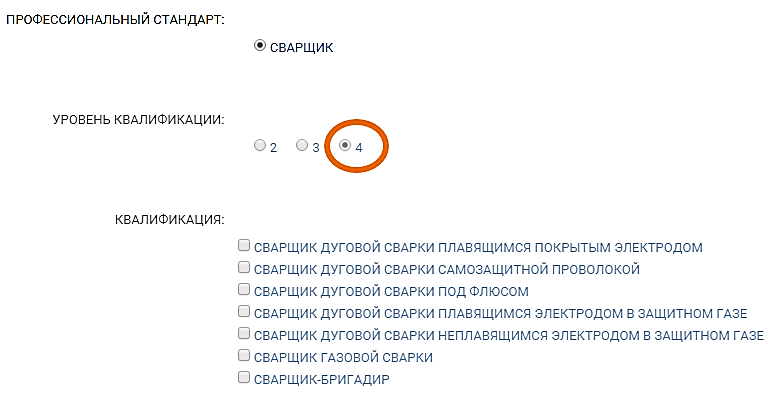 ПРОФЕССИОНАЛЬНЫЙ СТАНДАРТ:
СВАРЩИК
УРОВЕНЬ КВАЛИФИКАЦИИ:
2 3 4
КВАЛИФИКАЦИЯ:
СВАРЩИК ДУГОВОЙ СВАРКИ ПЛАВЯЩИМСЯ ПОКРЫТЫМ ЭЛЕКТРОДОМ
СВАРЩИК ДУГОВОЙ СВАРКИ САМОЗАЩИТНОЙ ПРОВОЛОКОЙ
СВАРЩИК ДУГОВОЙ СВАРКИ ПОД ФЛЮСОМ
СВАРЩИК ДУГОВОЙ СВАРКИ ПЛАВЯЩИМСЯ ЭЛЕКТРОДОМ В ЗАЩИТНОМ ГАЗЕ
СВАРЩИК ДУГОВОЙ СВАРКИ НЕПЛАВЯЩИМСЯ ЭЛЕКТРОДОМ В ЗАЩИТНОМ ГАЗЕ
СВАРЩИК ГАЗОВОЙ СВАРКИ
СВАРЩИК-БРИГАДИР